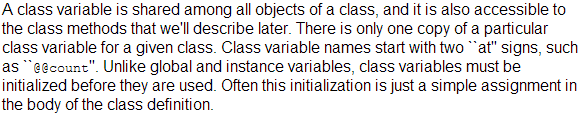 A class variable is shared among all objects of a class, and it is also accessible to
the class methods that we'll describe later. There is only one copy of a particular
class variable for a given class. Class variable names start with two ``at'' signs, such
as ``@@count''. Unlike global and instance variables, class variables must be
initialized before they are used. Often this initialization is just a simple assignment in
the body of the class definition.